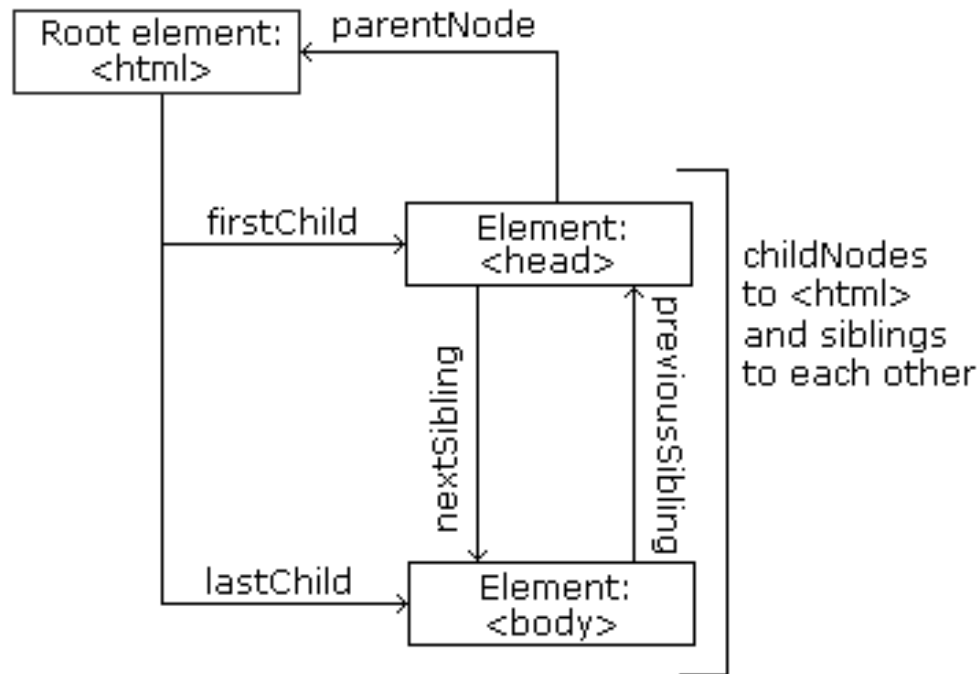 Root element:
<html>
parentNode
firstChild
Element:
<head>
childNodes
to <html>
and siblings
to each other
nextSibling
previousSibling
lastChild
Element:
<body>